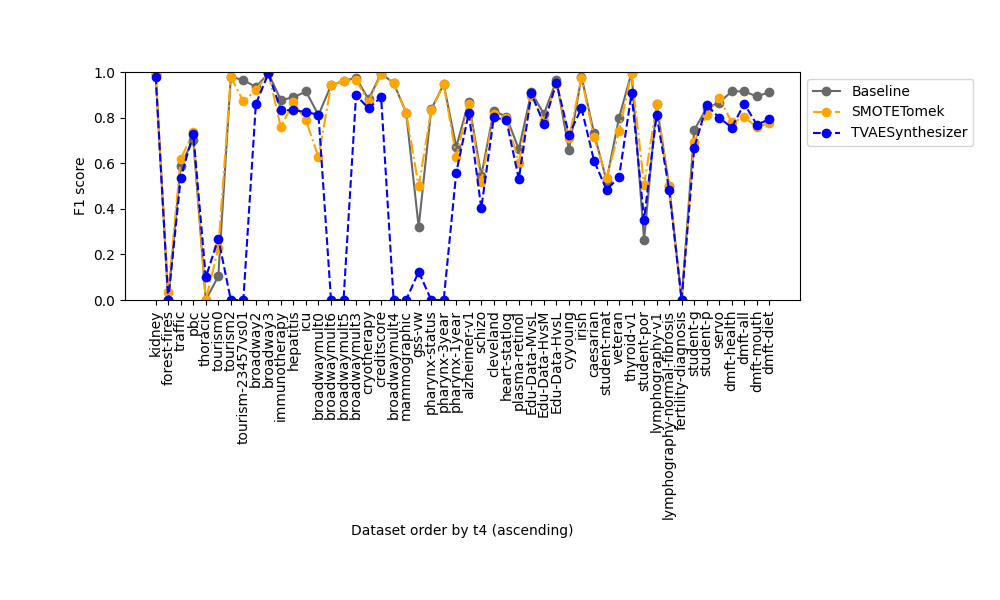 Baseline
SMOTETomek
TVAESynthesizer
F1 score
1.0
0.8
0.6
0.4
0.2
0.0
kidney
forest-fires
traffic
pbc
thoracic
tourism0
tourism2
tourism-23457vs01
broadway2
broadway3
immunotherapy
hepatitis
icu
broadwaymult0
broadwaymult6
broadwaymult5
broadwaymult3
cryotherapy
creditscore
broadwaymult4
mammographic
gss-vw
pharynx-status
pharynx-3year
pharynx-1year
alzheimer-v1
schizo
cleveland
heart-statlog
plasma-retinol
Edu-Data-MvsL
Edu-Data-HvsM
Edu-Data-HvsL
cyyoung
irish
caesarian
student-mat
veteran
thyroid-v1
student-por
lymphography-v1
lymphography-normal-fibrosis
fertility-diagnosis
student-g
student-p
servo
dmft-health
dmft-all
dmft-mouth
dmft-diet
Dataset order by t4 (ascending)